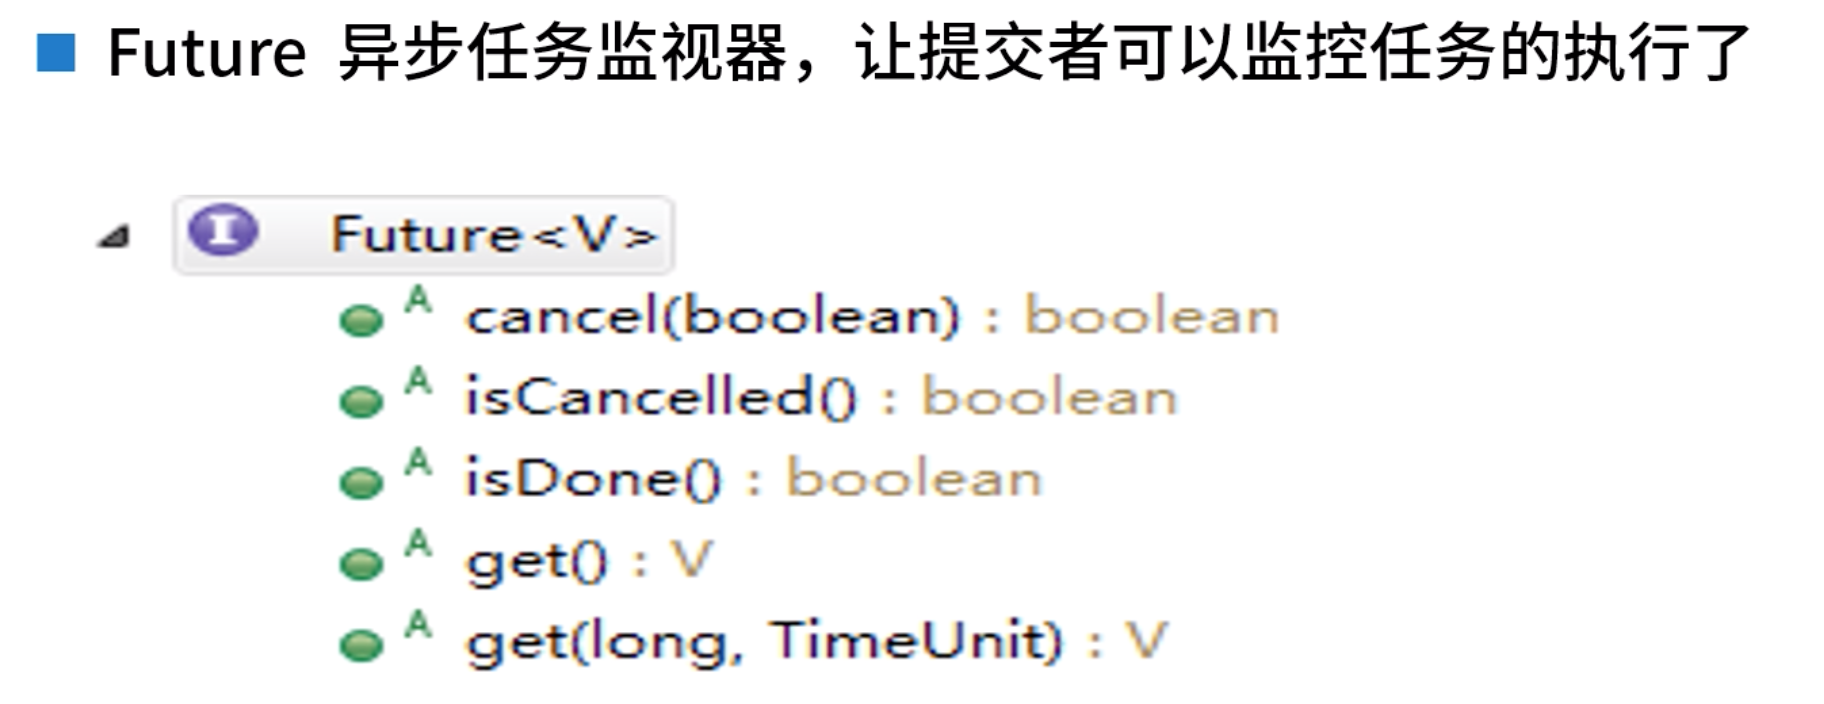 Future 异步任务监视器，让提交者可以监控任务的执行了
I Future<V>
A cancel(boolean) : boolean
A isCancelled() : boolean
A isDone() : boolean
A get() : V
A get(long, TimeUnit) : V